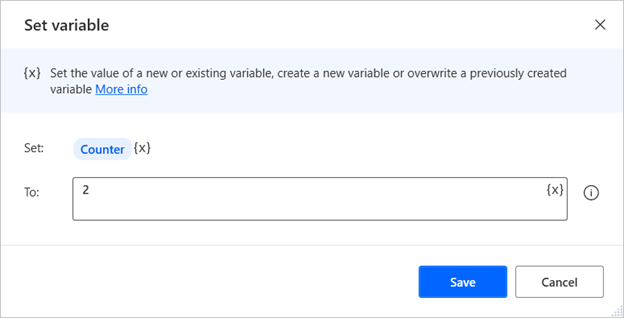 Set variable
{x} Set the value of a new or existing variable, create a new variable or overwrite a previously created
variable More info
Set: Counter {x}
To: 2 {x}
Save Cancel